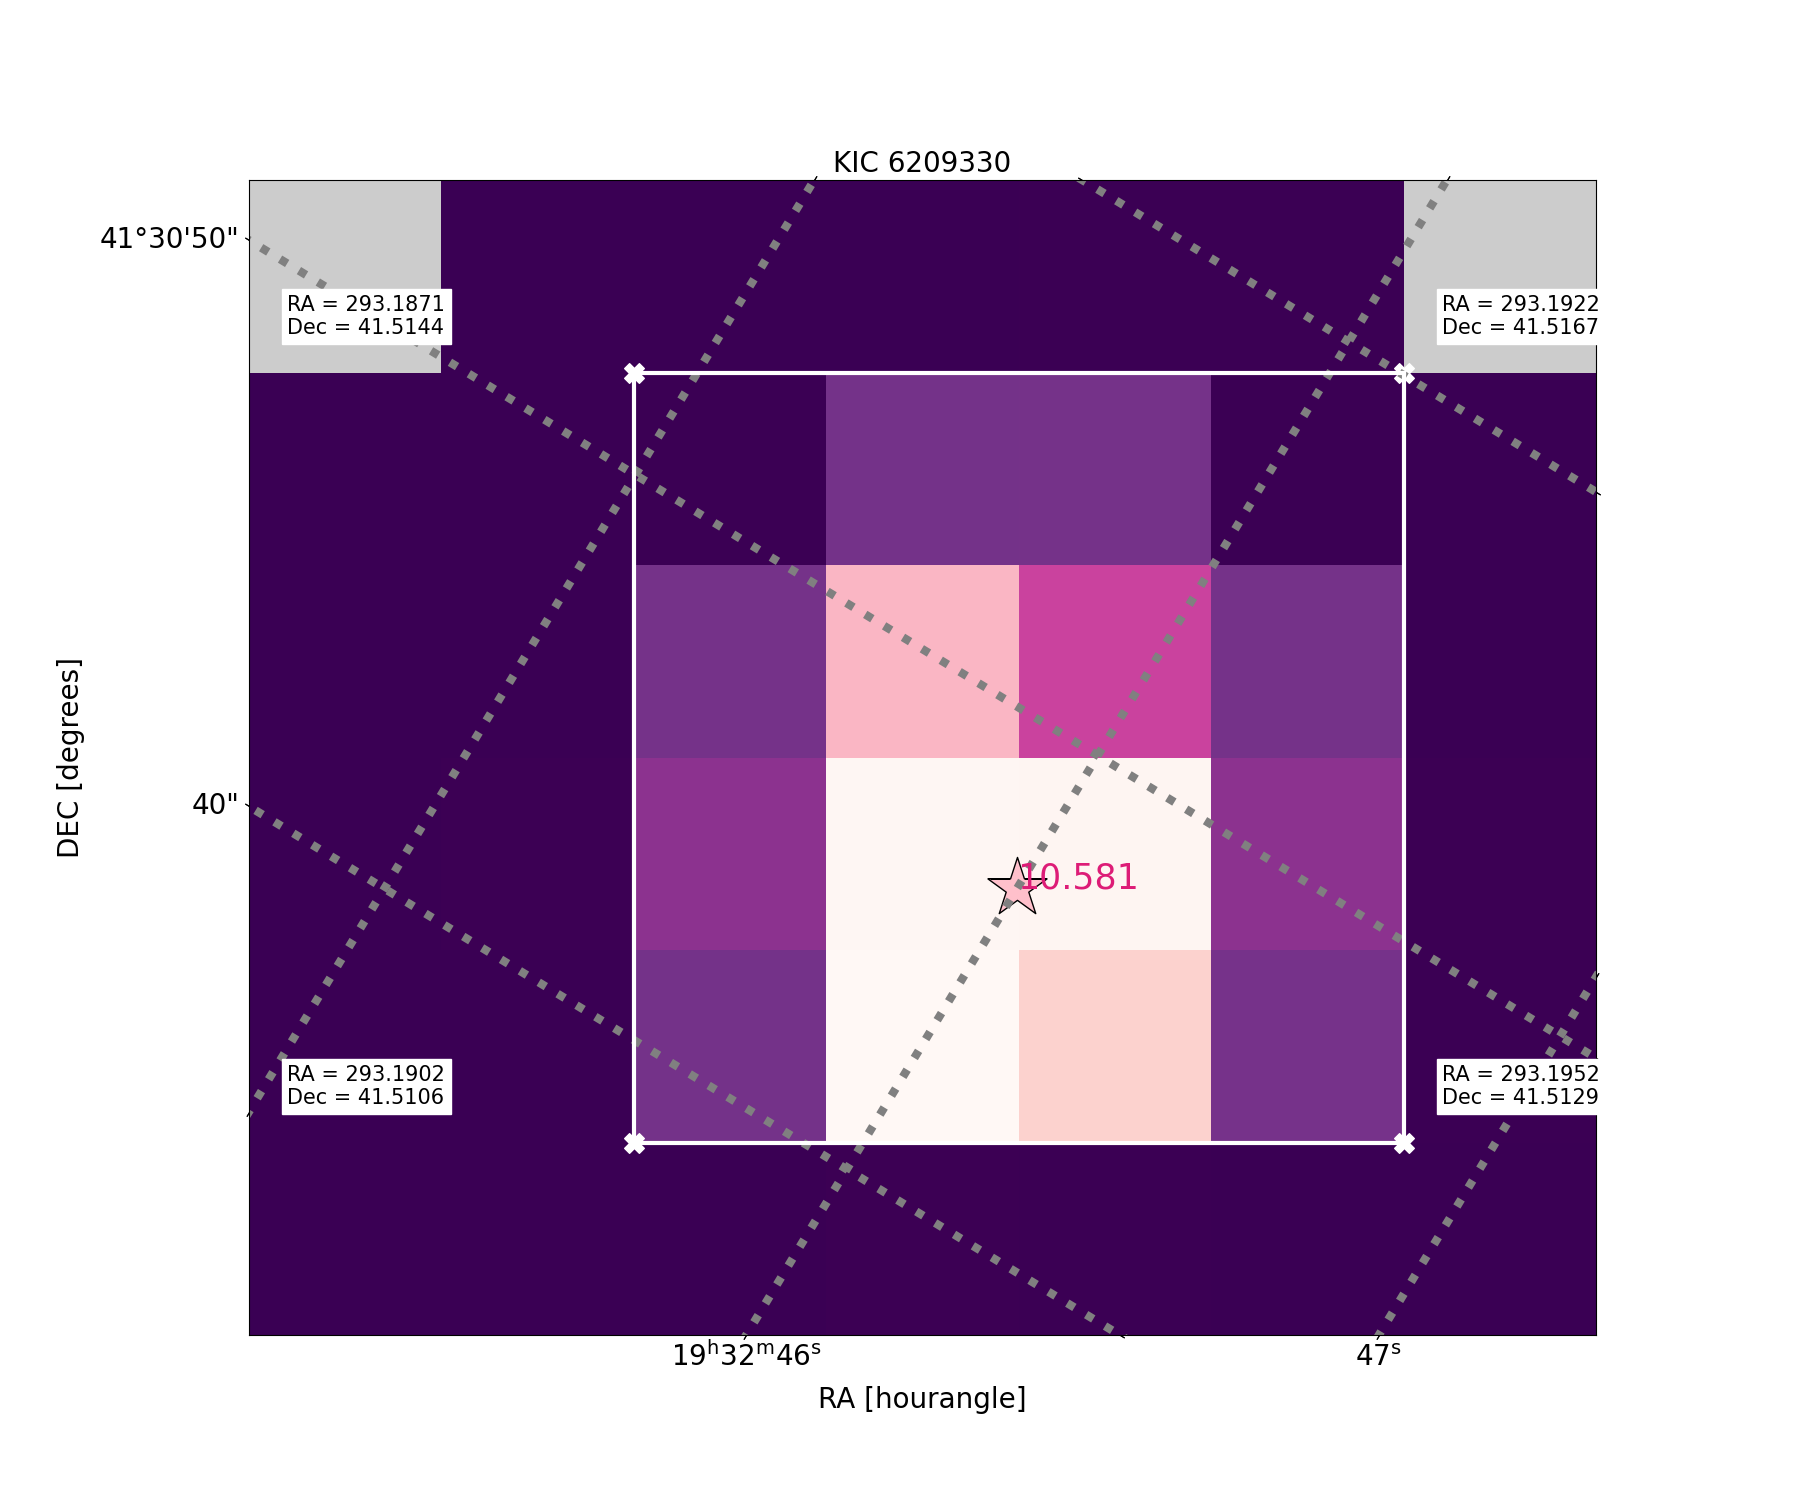 KIC 6209330
41°30'50"
RA = 293.1871
Dec = 41.5144
RA = 293.1922
Dec = 41.5167
DEC [degrees]
40"
10.581
RA = 293.1902
Dec = 41.5106
RA = 293.1952
Dec = 41.5129
19ʰ32ᵐ46ˢ
47ˢ
RA [hourangle]